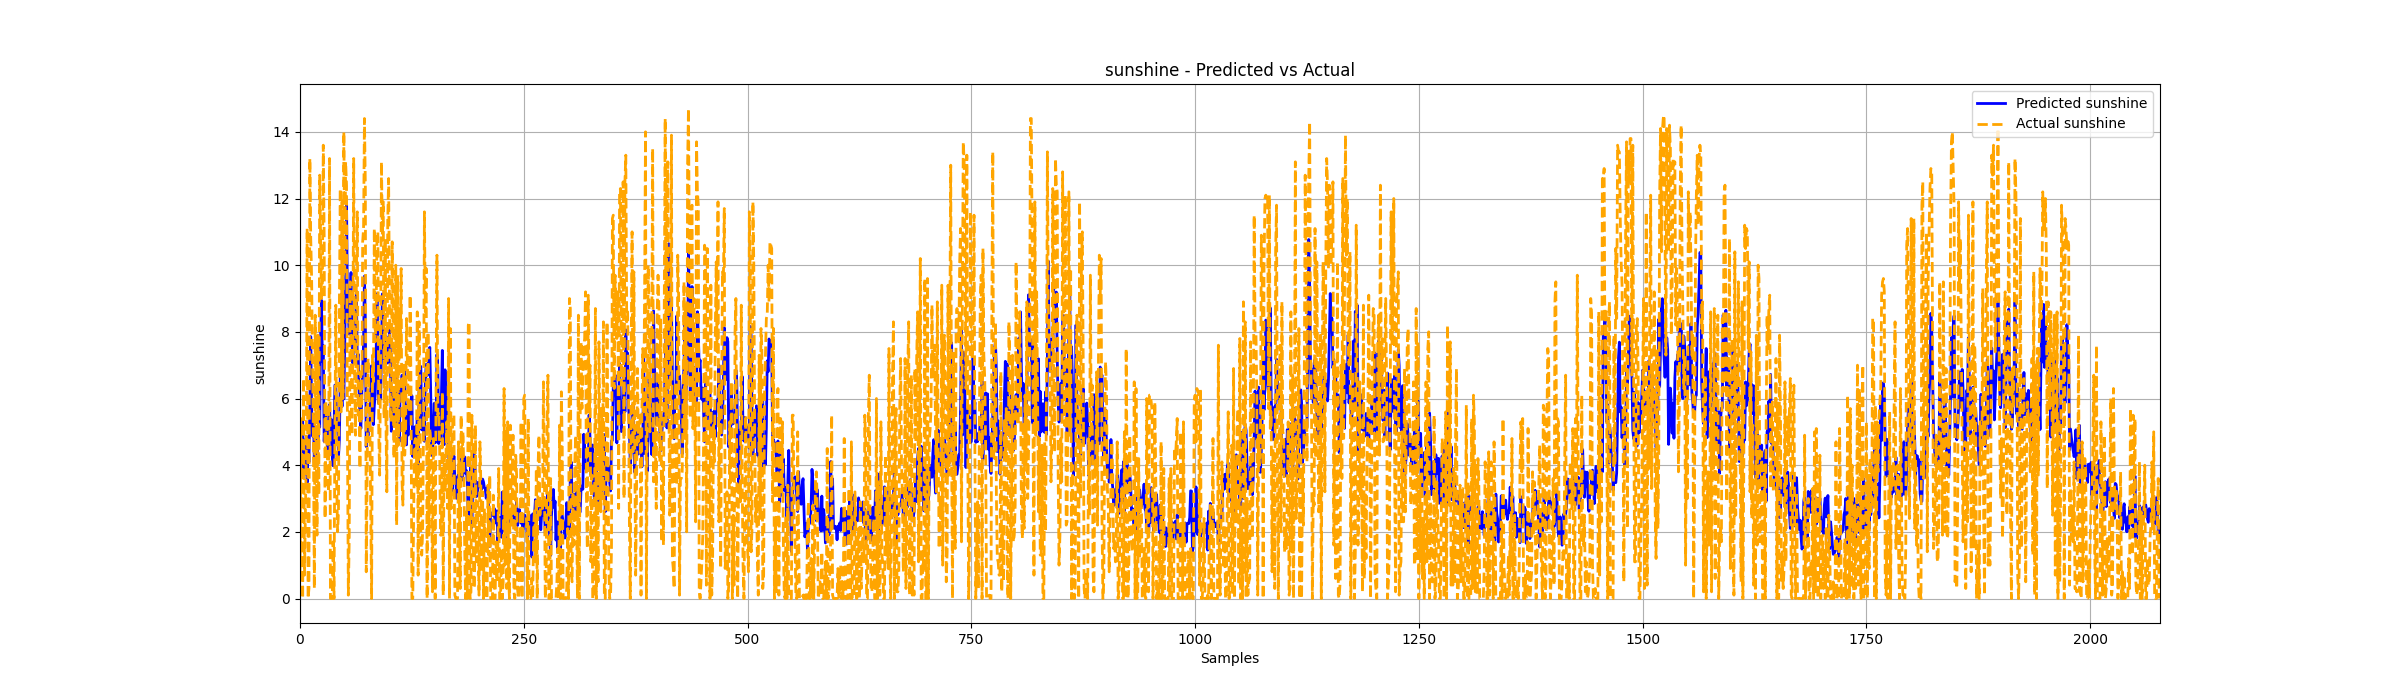 sunshine - Predicted vs Actual
Predicted sunshine
Actual sunshine
sunshine
14
12
10
8
6
4
2
0
0 250 500 750 1000 1250 1500 1750 2000
Samples